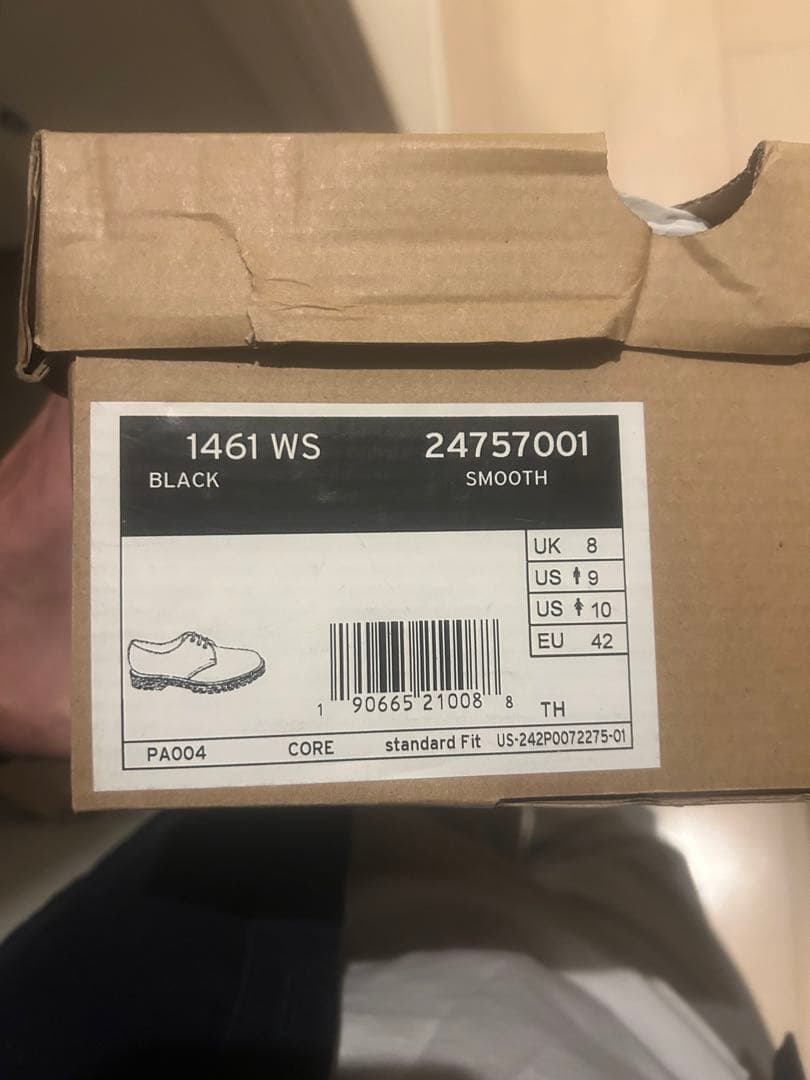 1461 WS 24757001
BLACK SMOOTH
UK 8
US 9
US 10
EU 42
1 90665 21008 8 TH
PA004 CORE standard Fit US-242P0072275-01